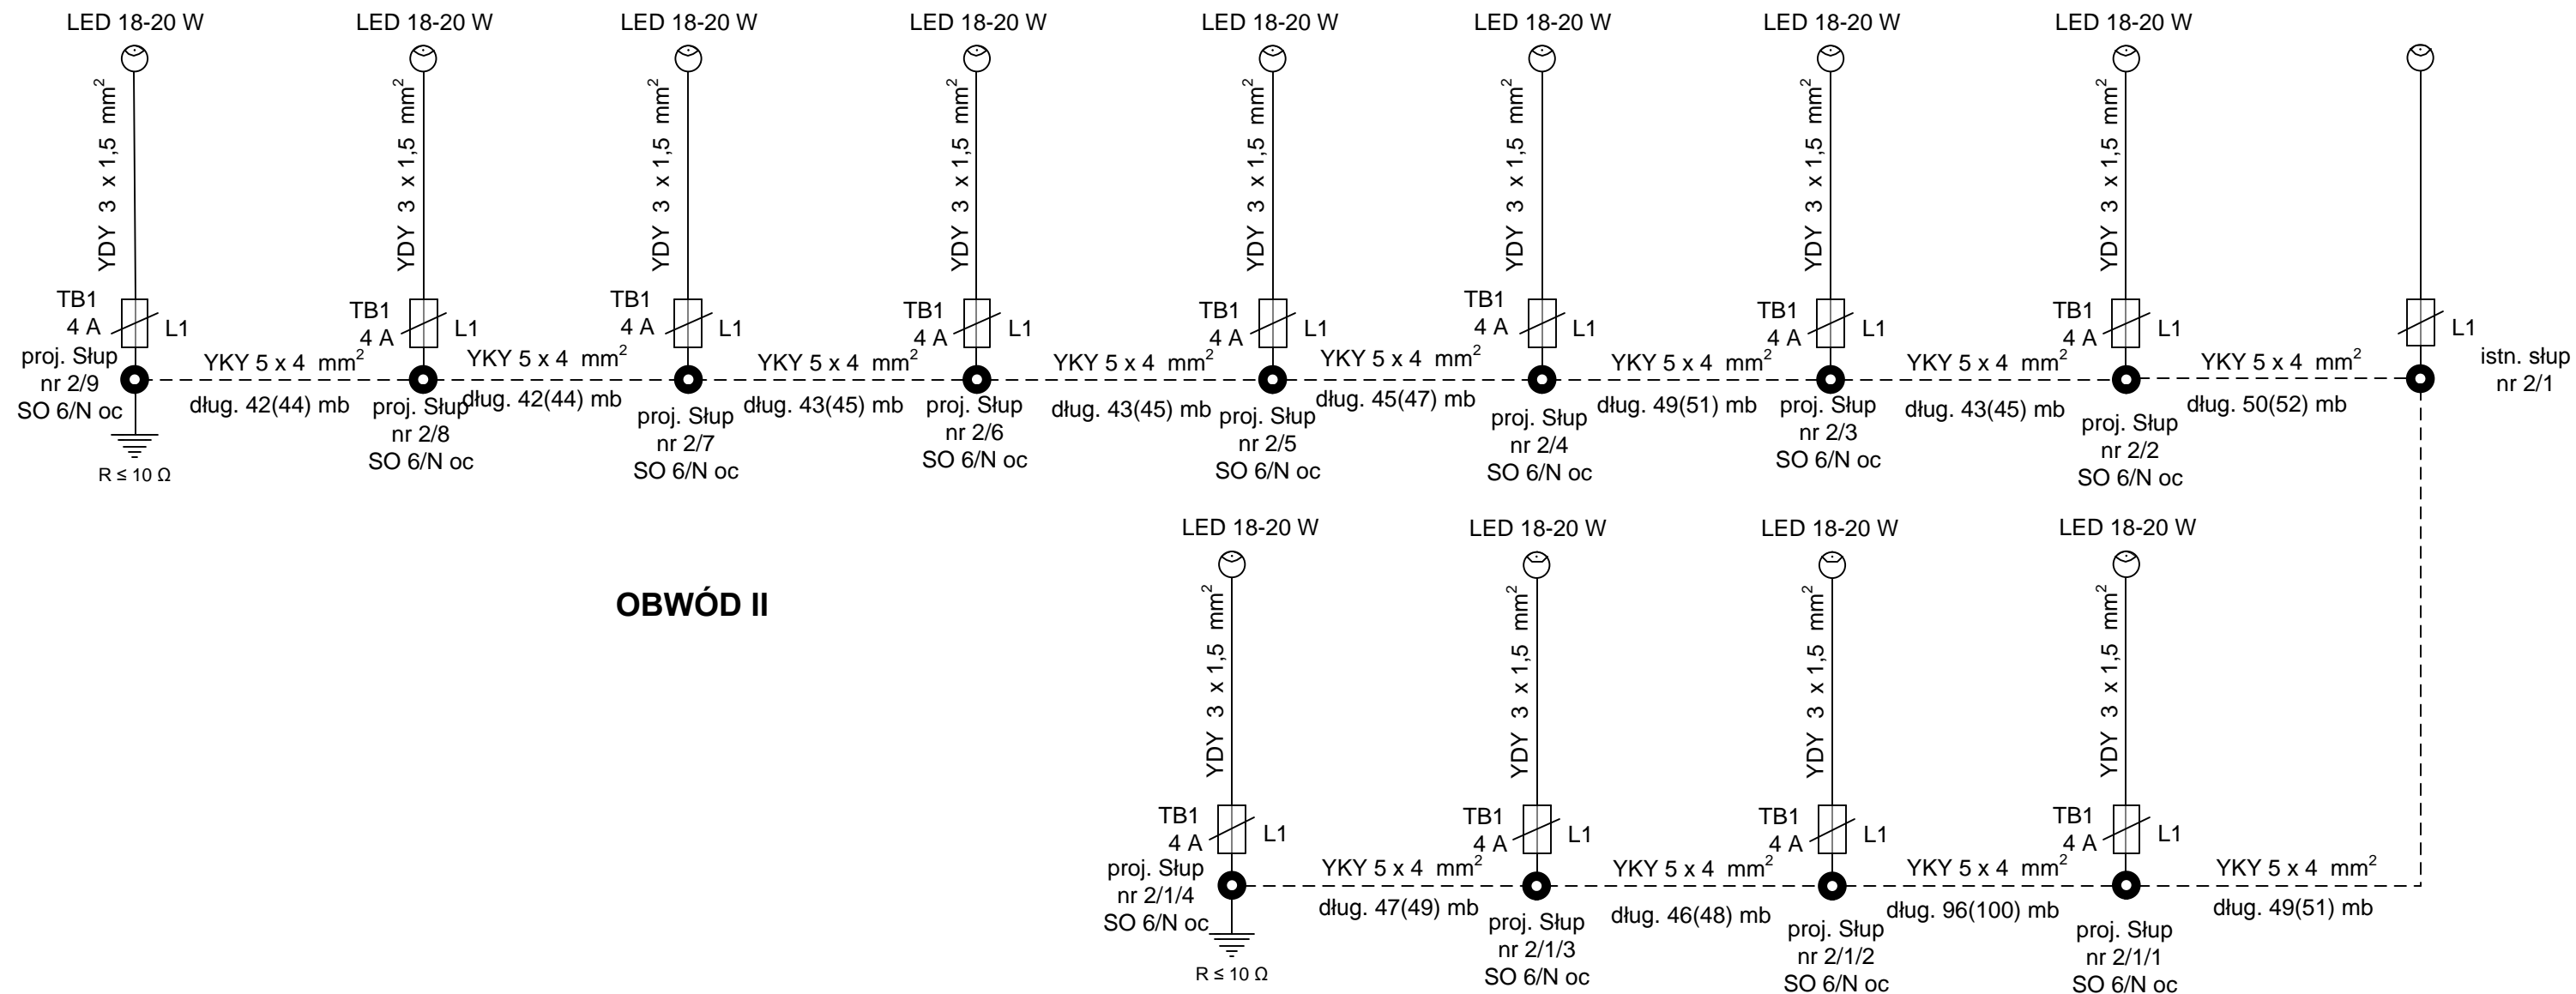 LED 18-20 W
LED 18-20 W
LED 18-20 W
LED 18-20 W
LED 18-20 W
LED 18-20 W
LED 18-20 W
LED 18-20 W
YDY 3 x 1,5 mm²
YDY 3 x 1,5 mm²
YDY 3 x 1,5 mm²
YDY 3 x 1,5 mm²
YDY 3 x 1,5 mm²
YDY 3 x 1,5 mm²
YDY 3 x 1,5 mm²
YDY 3 x 1,5 mm²
TB1
4 A
L1
TB1
4 A
L1
TB1
4 A
L1
TB1
4 A
L1
TB1
4 A
L1
TB1
4 A
L1
TB1
4 A
L1
TB1
4 A
L1
L1
proj. Słup
nr 2/9
SO 6/N oc
R ≤ 10 Ω
YKY 5 x 4 mm²
dług. 42(44) mb
proj. Słup
nr 2/8
SO 6/N oc
YKY 5 x 4 mm²
dług. 42(44) mb
proj. Słup
nr 2/7
SO 6/N oc
YKY 5 x 4 mm²
dług. 43(45) mb
proj. Słup
nr 2/6
SO 6/N oc
YKY 5 x 4 mm²
dług. 43(45) mb
proj. Słup
nr 2/5
SO 6/N oc
YKY 5 x 4 mm²
dług. 45(47) mb
proj. Słup
nr 2/4
SO 6/N oc
YKY 5 x 4 mm²
dług. 49(51) mb
proj. Słup
nr 2/3
SO 6/N oc
YKY 5 x 4 mm²
dług. 43(45) mb
proj. Słup
nr 2/2
SO 6/N oc
YKY 5 x 4 mm²
dług. 50(52) mb
istn. słup
nr 2/1
OBWÓD II
LED 18-20 W
LED 18-20 W
LED 18-20 W
LED 18-20 W
YDY 3 x 1,5 mm²
YDY 3 x 1,5 mm²
YDY 3 x 1,5 mm²
YDY 3 x 1,5 mm²
TB1
4 A
L1
TB1
4 A
L1
TB1
4 A
L1
TB1
4 A
L1
proj. Słup
nr 2/1/4
SO 6/N oc
R ≤ 10 Ω
YKY 5 x 4 mm²
dług. 47(49) mb
proj. Słup
nr 2/1/3
SO 6/N oc
YKY 5 x 4 mm²
dług. 46(48) mb
proj. Słup
nr 2/1/2
SO 6/N oc
YKY 5 x 4 mm²
dług. 96(100) mb
proj. Słup
nr 2/1/1
SO 6/N oc
YKY 5 x 4 mm²
dług. 49(51) mb